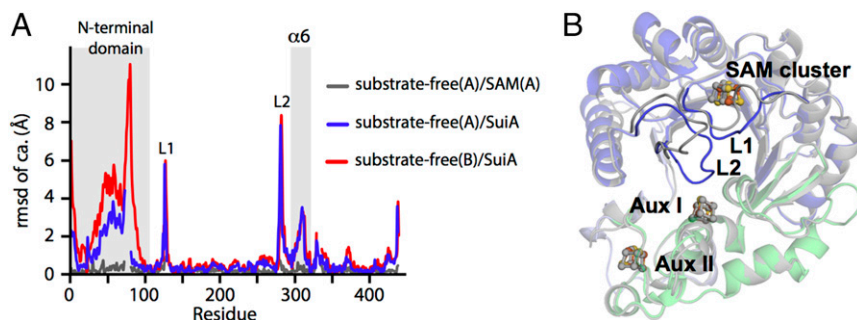 A
N-terminal
domain
α6
rmsd of ca. (Å)
10
8
6
4
2
0
L1
L2
0
100
200
300
400
Residue
substrate-free(A)/SAM(A)
substrate-free(A)/SuiA
substrate-free(B)/SuiA
B
SAM cluster
L1
L2
Aux I
Aux II